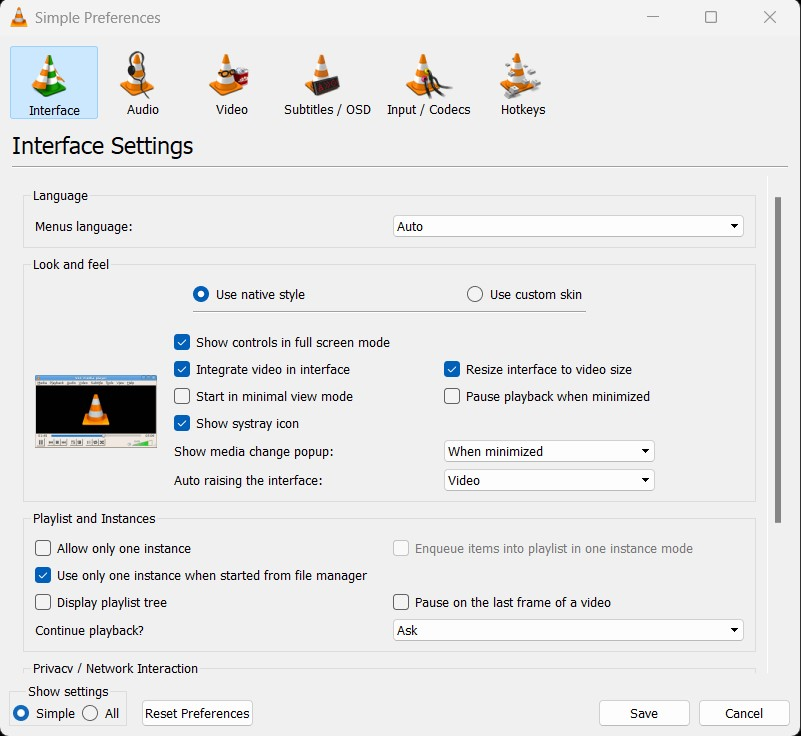 Simple Preferences
Interface Audio Video Subtitles / OSD Input / Codecs Hotkeys
Interface Settings
Language
Menus language: Auto
Look and feel
Use native style Use custom skin
Show controls in full screen mode
Integrate video in interface Resize interface to video size
Start in minimal view mode Pause playback when minimized
Show systray icon
Show media change popup: When minimized
Auto raising the interface: Video
Playlist and Instances
Allow only one instance Enqueue items into playlist in one instance mode
Use only one instance when started from file manager
Display playlist tree Pause on the last frame of a video
Continue playback? Ask
Privacy / Network Interaction
Show settings
Simple All Reset Preferences Save Cancel